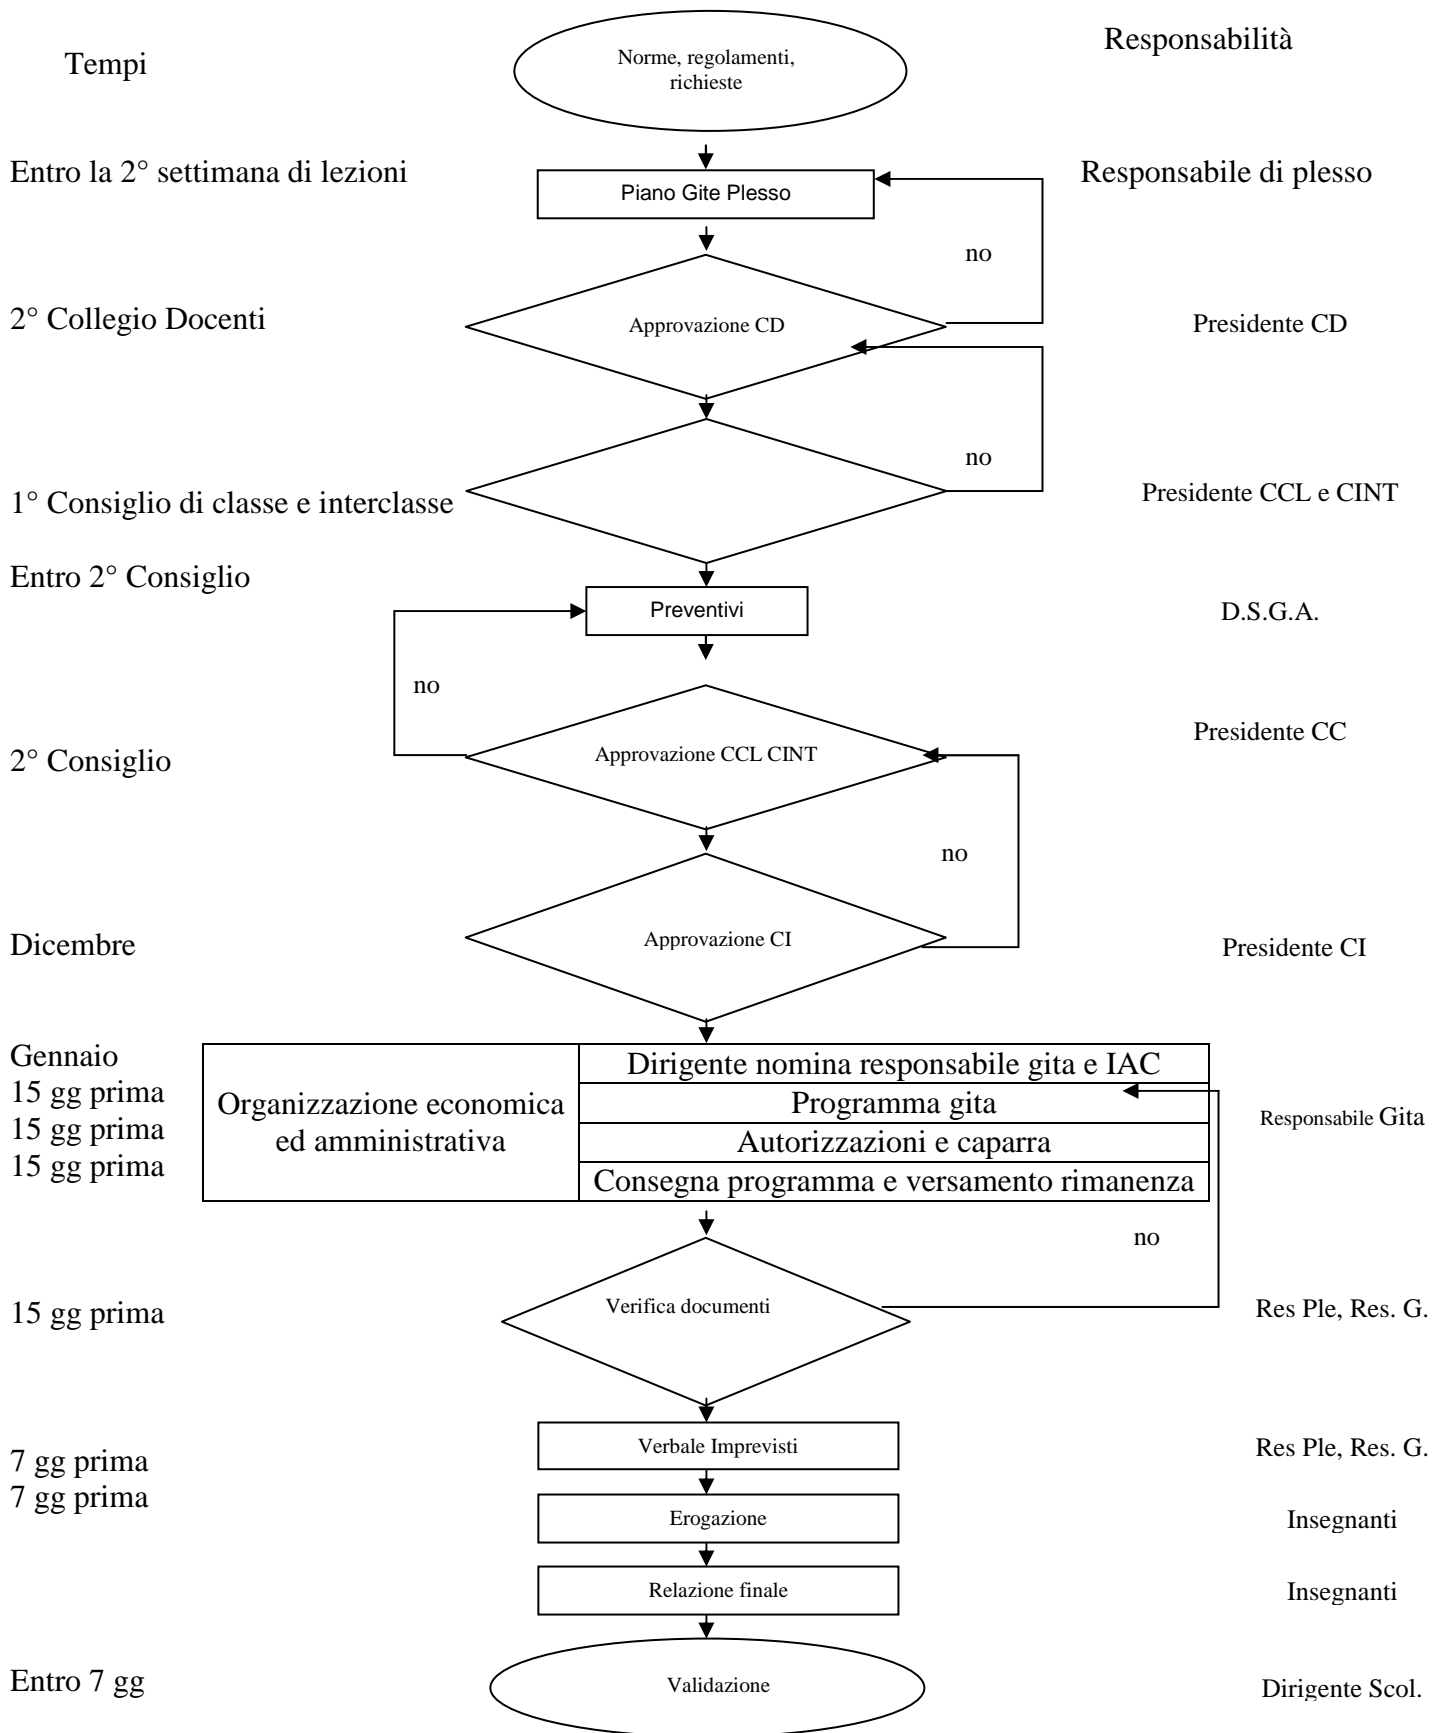 Tempi
Norme, regolamenti,
richieste
Responsabilità
Entro la 2° settimana di lezioni
Piano Gite Plesso
Responsabile di plesso
no
2° Collegio Docenti
Approvazione CD
Presidente CD
no
1° Consiglio di classe e interclasse
Presidente CCL e CINT
Entro 2° Consiglio
Preventivi
D.S.G.A.
no
2° Consiglio
Approvazione CCL CINT
Presidente CC
no
Dicembre
Approvazione CI
Presidente CI
Gennaio
15 gg prima
15 gg prima
15 gg prima
Organizzazione economica
ed amministrativa
Dirigente nomina responsabile gita e IAC
Programma gita
Autorizzazioni e caparra
Consegna programma e versamento rimanenza
Responsabile Gita
no
15 gg prima
Verifica documenti
Res Ple, Res. G.
7 gg prima
7 gg prima
Verbale Imprevisti
Res Ple, Res. G.
Erogazione
Insegnanti
Relazione finale
Insegnanti
Entro 7 gg
Validazione
Dirigente Scol.